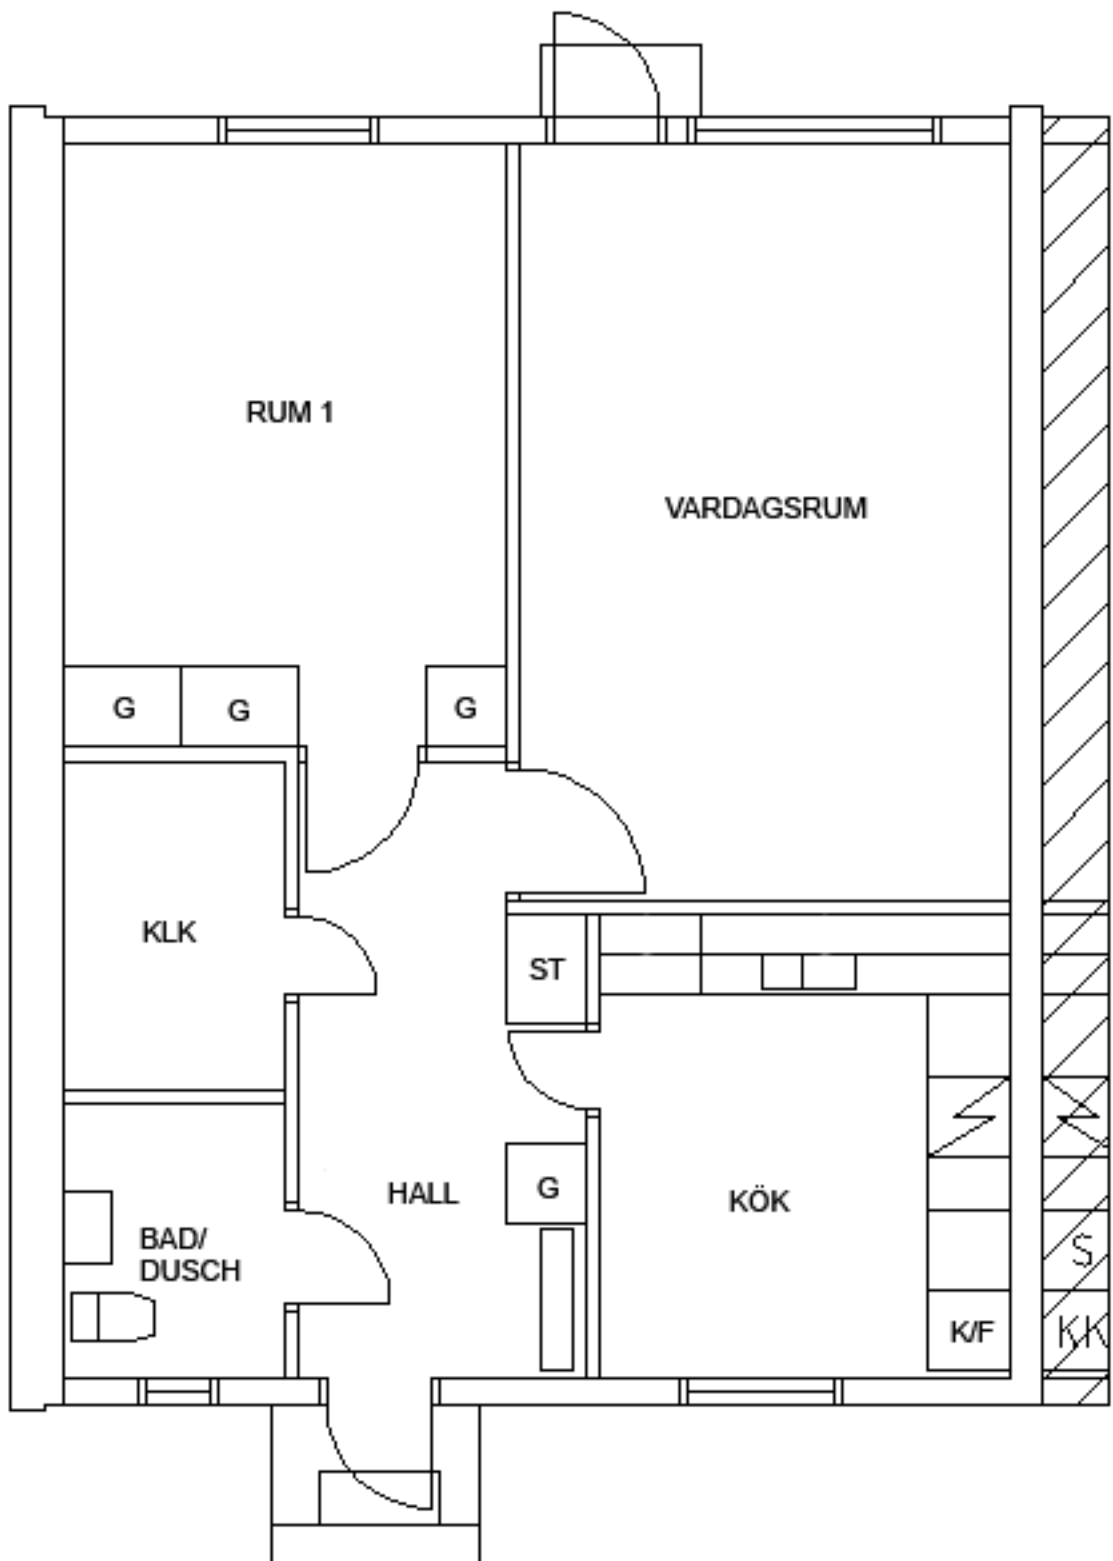 RUM 1
VARDAGSRUM
G
G
G
KLK
ST
HALL
G
KÖK
BAD/
DUSCH
S
K/F
KK